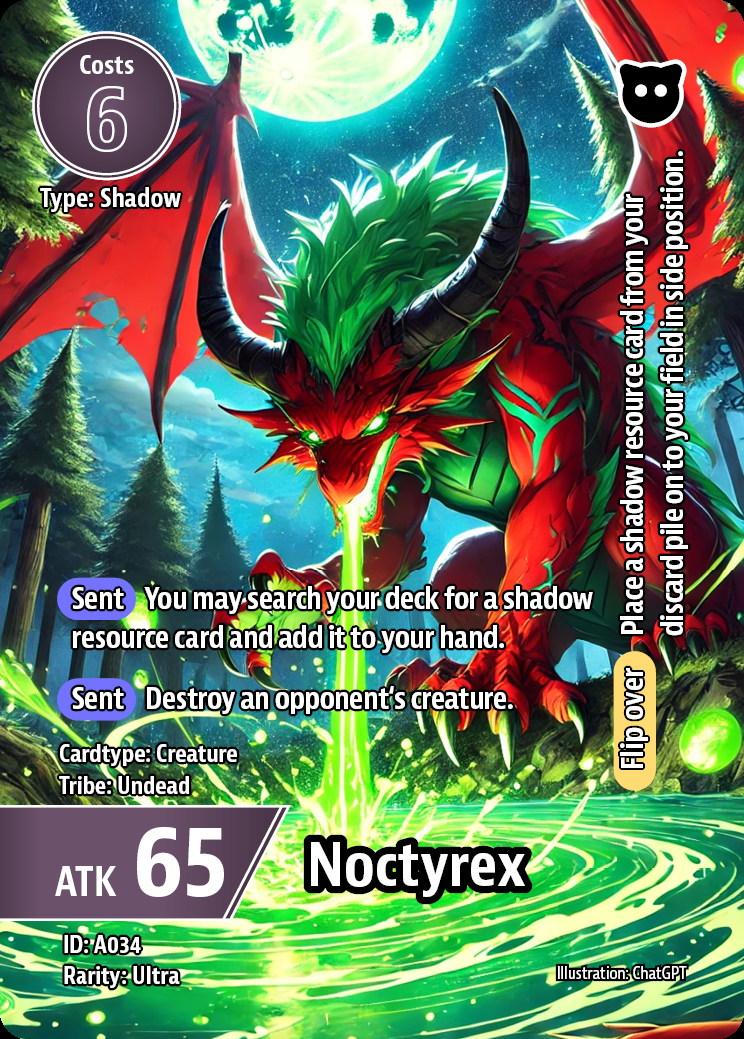 Costs
6
Type: Shadow
Place a shadow resource card from your
discard pile on to your field in side position.
Flip over
Sent You may search your deck for a shadow
resource card and add it to your hand.
Sent Destroy an opponent's creature.
Cardtype: Creature
Tribe: Undead
ATK 65
Noctyrex
ID: A034
Rarity: Ultra
Illustration: ChatGPT